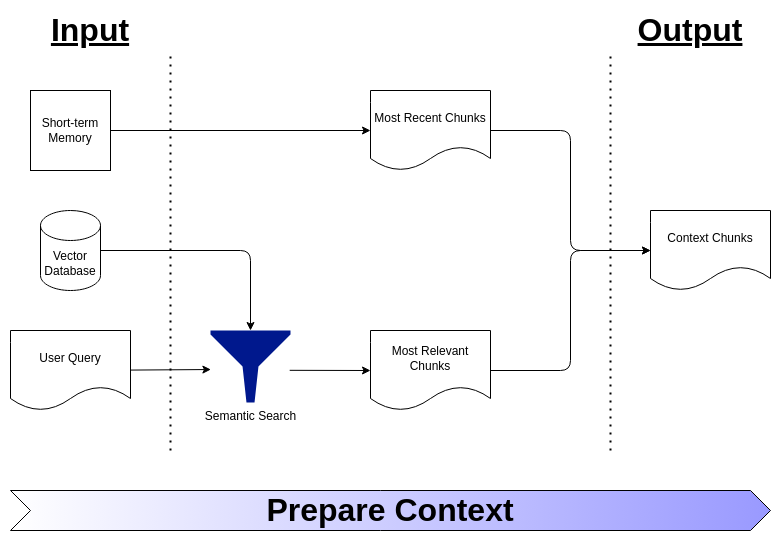 Input
Output
Short-term
Memory
Most Recent Chunks
Vector
Database
Context Chunks
User Query
Semantic Search
Most Relevant
Chunks
Prepare Context